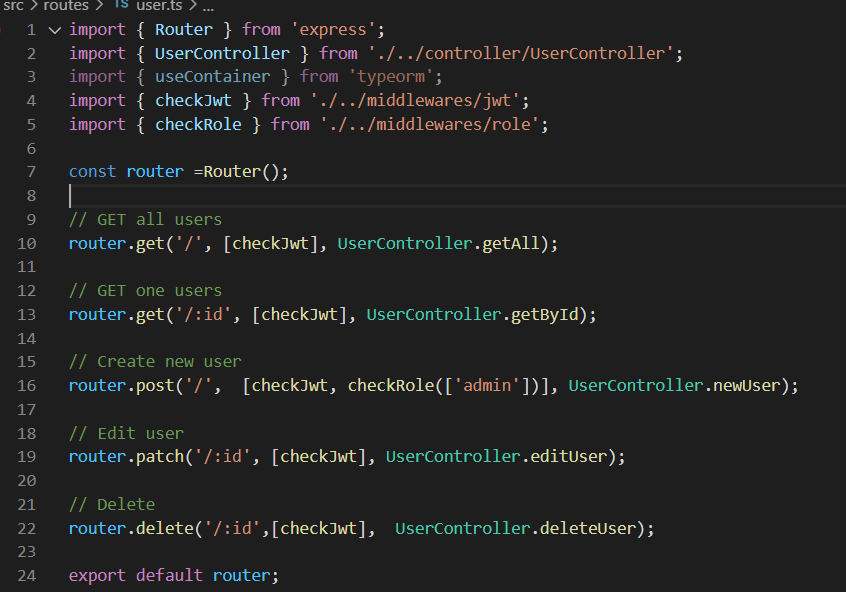 src > routes > TS user.ts > ...
1 import { Router } from 'express';
2 import { UserController } from './../controller/UserController';
3 import { useContainer } from 'typeorm';
4 import { checkJwt } from './../middlewares/jwt';
5 import { checkRole } from './../middlewares/role';
6
7 const router =Router();
8
9 // GET all users
10 router.get('/', [checkJwt], UserController.getAll);
11
12 // GET one users
13 router.get('/:id', [checkJwt], UserController.getById);
14
15 // Create new user
16 router.post('/',  [checkJwt, checkRole(['admin'])], UserController.newUser);
17
18 // Edit user
19 router.patch('/:id', [checkJwt], UserController.editUser);
20
21 // Delete
22 router.delete('/:id',[checkJwt],  UserController.deleteUser);
23
24 export default router;